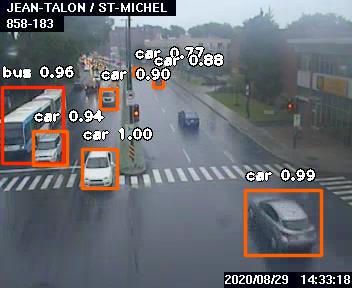 JEAN-TALON / ST-MICHEL
858-183
car 0.77
car 0.88
bus 0.96
car 0.90
car 0.94
car 1.00
car 0.99
2020/08/29 14:33:18